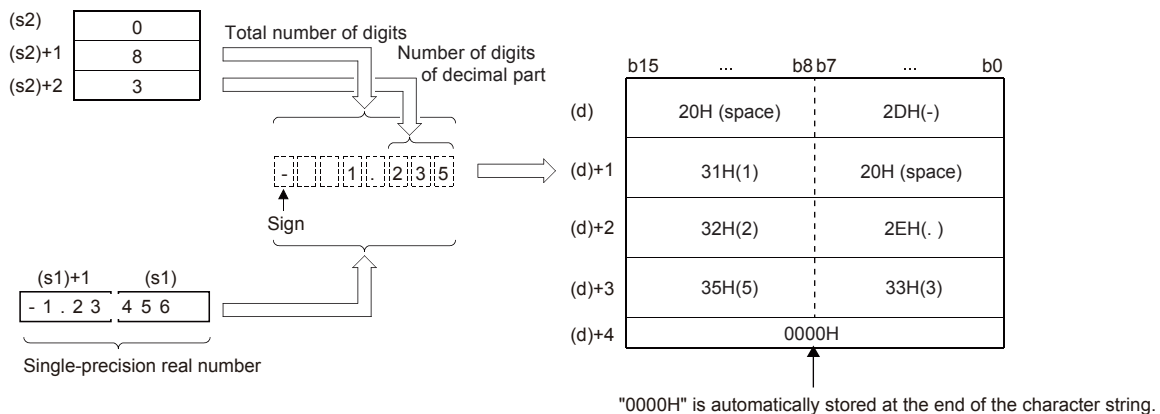 (s2) 0
(s2)+1 8
(s2)+2 3
Total number of digits
Number of digits
of decimal part
- 1 . 2 3 5
Sign
(s1)+1 (s1)
- 1 . 2 3 4 5 6
Single-precision real number
b15 ... b8 b7 ... b0
(d) 20H (space) 2DH(-)
(d)+1 31H(1) 20H (space)
(d)+2 32H(2) 2EH(. )
(d)+3 35H(5) 33H(3)
(d)+4 0000H
"0000H" is automatically stored at the end of the character string.